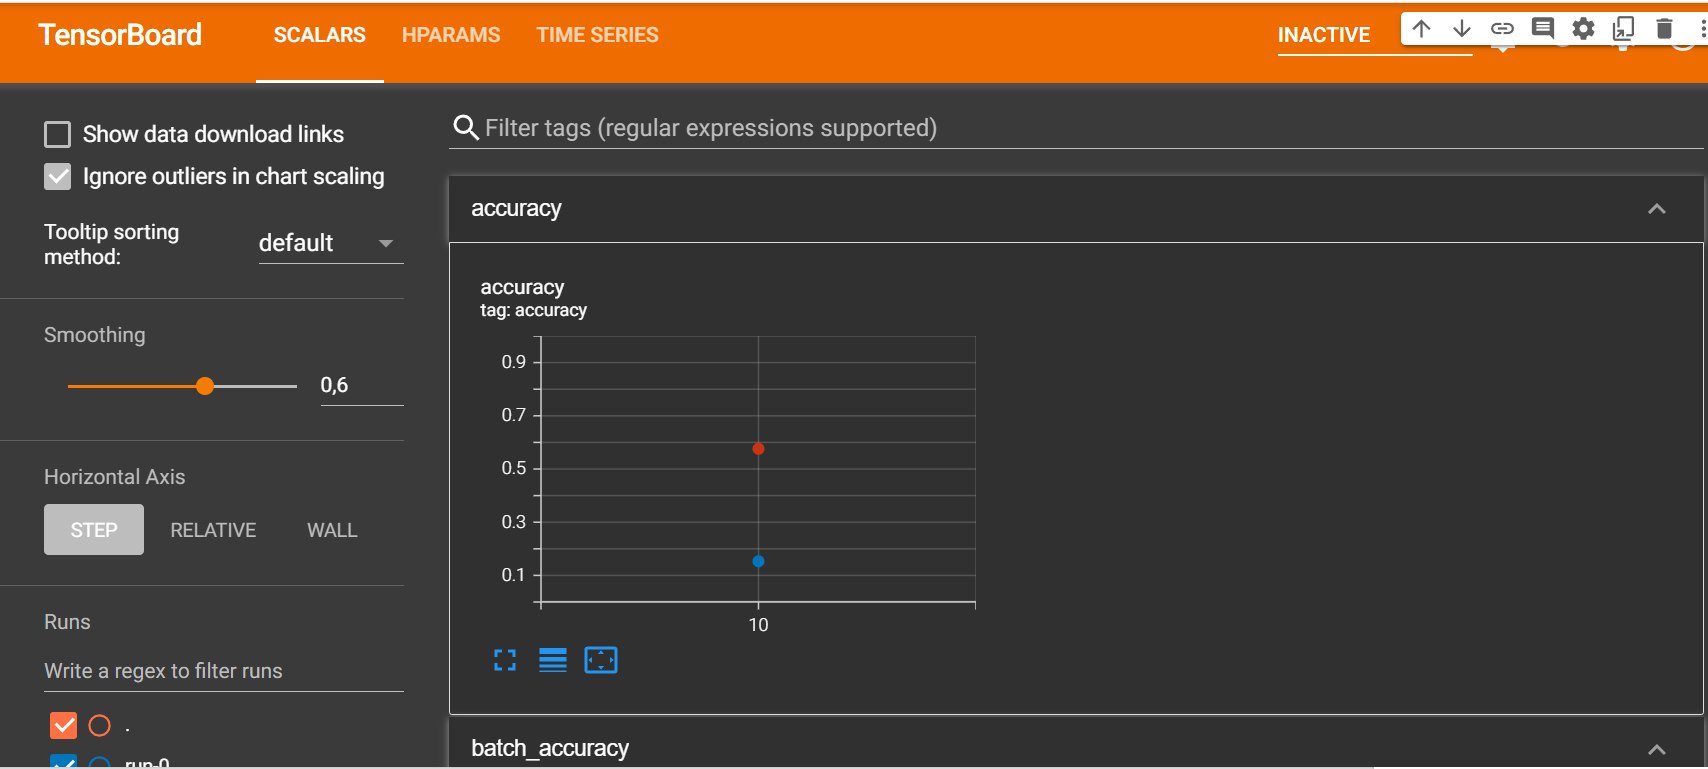 TensorBoard
SCALARS
HPARAMS
TIME SERIES
INACTIVE
Show data download links
Ignore outliers in chart scaling
Tooltip sorting
method:
default
Smoothing
0,6
Horizontal Axis
STEP
RELATIVE
WALL
Runs
Write a regex to filter runs
.
run-0
Filter tags (regular expressions supported)
accuracy
accuracy
tag: accuracy
0.9
0.7
0.5
0.3
0.1
10
batch_accuracy